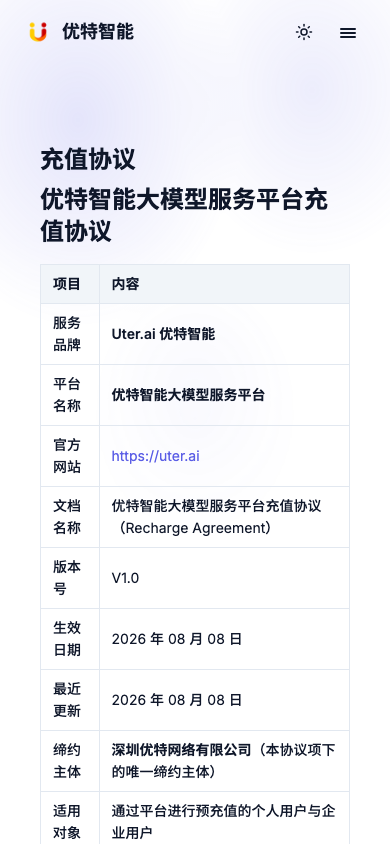 优特智能
充值协议
优特智能大模型服务平台充
值协议
项目 内容
服务
品牌
Uter.ai 优特智能
平台
名称
优特智能大模型服务平台
官方
网站
https://uter.ai
文档
名称
优特智能大模型服务平台充值协议
（Recharge Agreement）
版本
号
V1.0
生效
日期
2026 年 08 月 08 日
最近
更新
2026 年 08 月 08 日
缔约
主体
深圳优特网络有限公司（本协议项下
的唯一缔约主体）
适用
对象
通过平台进行预充值的个人用户与企
业用户